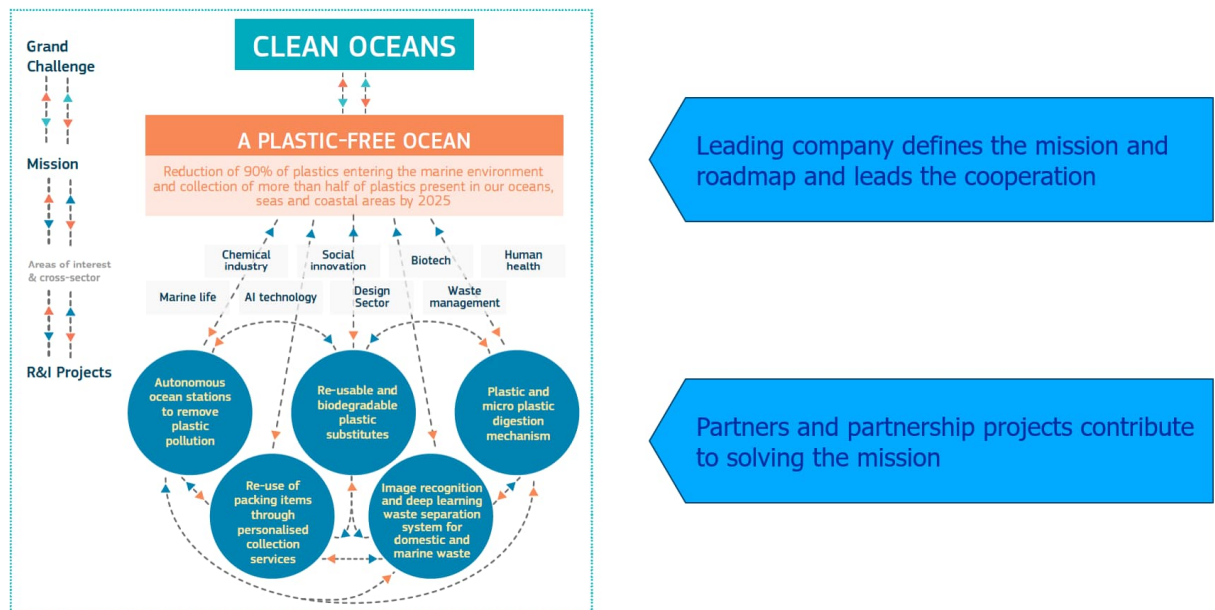 Grand
Challenge
CLEAN OCEANS
Mission
A PLASTIC-FREE OCEAN
Reduction of 90% of plastics entering the marine environment
and collection of more than half of plastics present in our oceans,
seas and coastal areas by 2025
Leading company defines the mission and
roadmap and leads the cooperation
Areas of interest
& cross-sector
Chemical
industry
Social
innovation
Biotech
Human
health
Marine life
AI technology
Design
Sector
Waste
management
R&I Projects
Autonomous
ocean stations
to remove
plastic
pollution
Re-usable and
biodegradable
plastic
substitutes
Plastic and
micro plastic
digestion
mechanism
Re-use of
packing items
through
personalised
collection
services
Image recognition
and deep learning
waste separation
system for
domestic and
marine waste
Partners and partnership projects contribute
to solving the mission